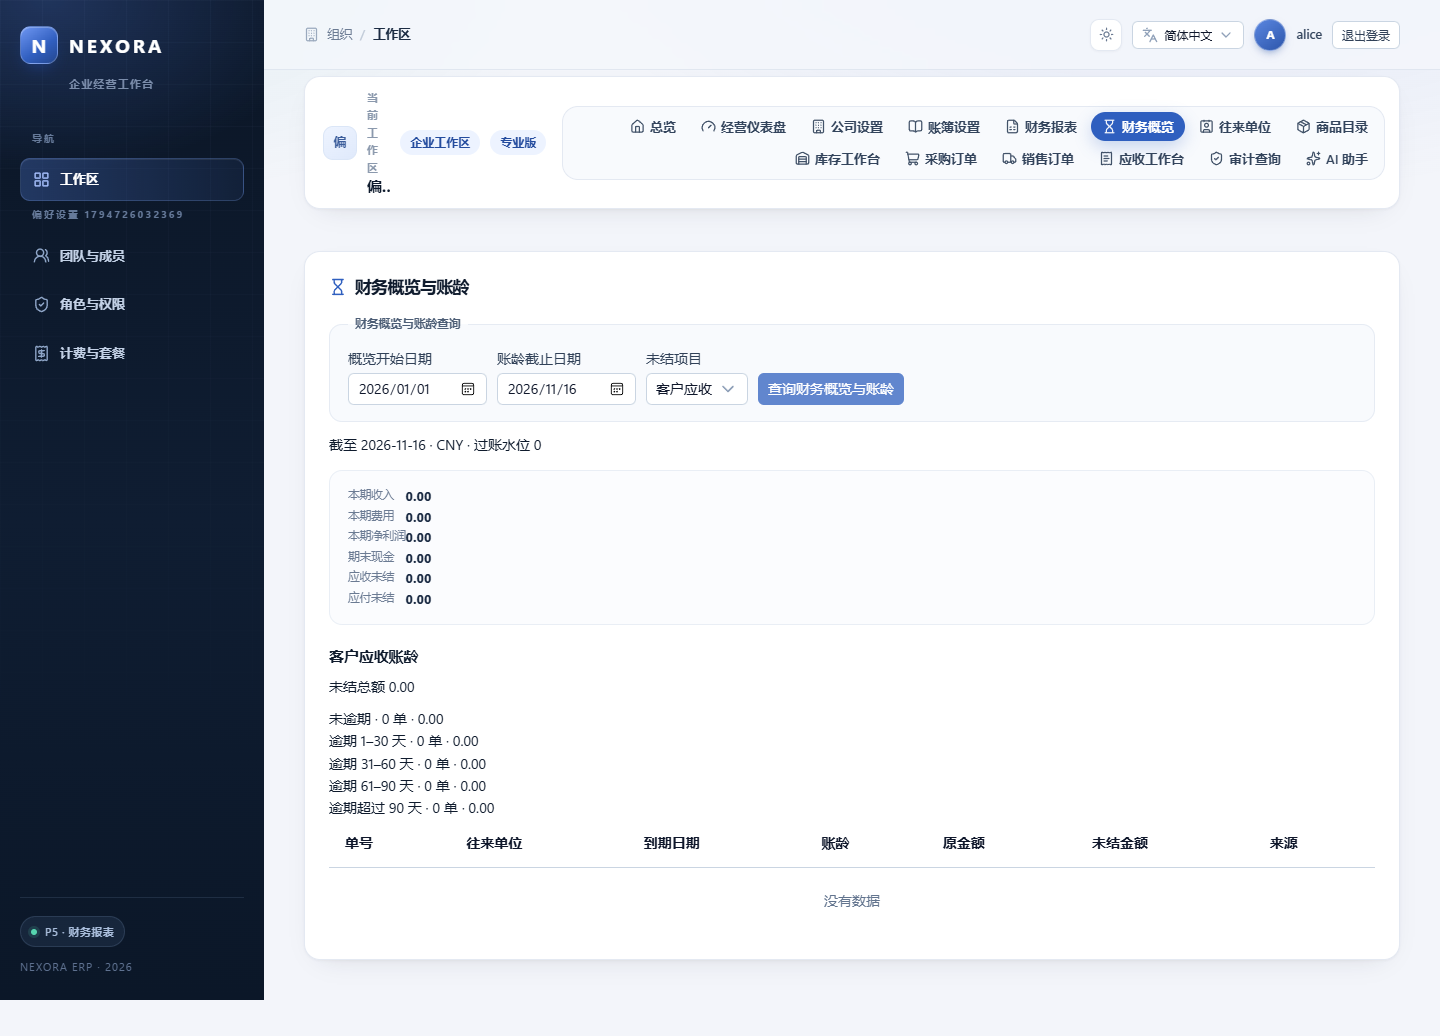 N NEXORA
企业经营工作台
导航
工作区
偏好设置 1794726032369
团队与成员
角色与权限
计费与套餐
P5 · 财务报表
NEXORA ERP · 2026
组织 / 工作区
简体中文
A alice
退出登录
偏
当前工作区
偏..
企业工作区
专业版
总览 经营仪表盘 公司设置 账簿设置 财务报表 财务概览 往来单位 商品目录
库存工作台 采购订单 销售订单 应收工作台 审计查询 AI 助手
财务概览与账龄
财务概览与账龄查询
概览开始日期 账龄截止日期 未结项目
2026/01/01 2026/11/16 客户应收 查询财务概览与账龄
截至 2026-11-16 · CNY · 过账水位 0
本期收入 0.00
本期费用 0.00
本期净利润 0.00
期末现金 0.00
应收未结 0.00
应付未结 0.00
客户应收账龄
未结总额 0.00
未逾期 · 0 单 · 0.00
逾期 1–30 天 · 0 单 · 0.00
逾期 31–60 天 · 0 单 · 0.00
逾期 61–90 天 · 0 单 · 0.00
逾期超过 90 天 · 0 单 · 0.00
单号 往来单位 到期日期 账龄 原金额 未结金额 来源
没有数据